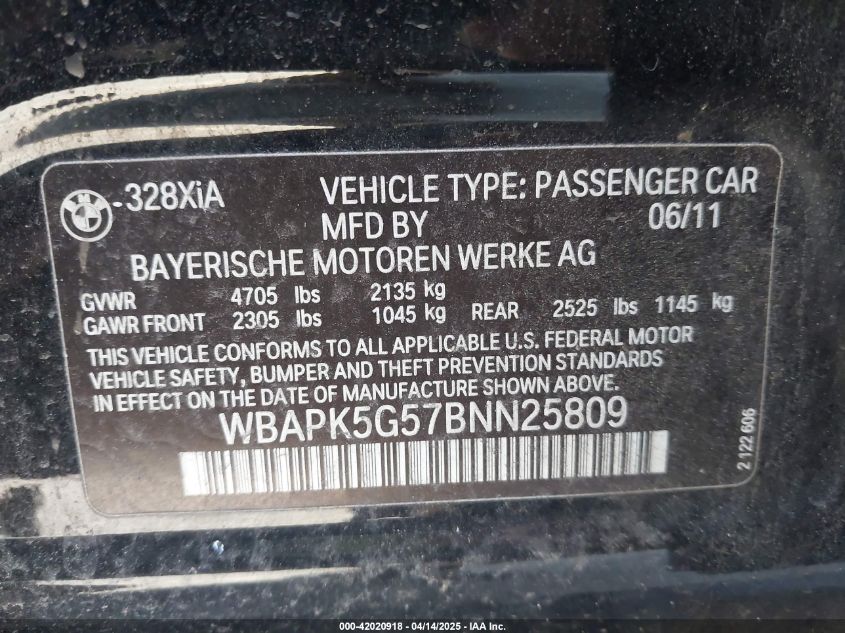 BMW
-328XiA VEHICLE TYPE: PASSENGER CAR
MFD BY 06/11
BAYERISCHE MOTOREN WERKE AG
GVWR 4705 lbs 2135 kg
GAWR FRONT 2305 lbs 1045 kg REAR 2525 lbs 1145 kg
THIS VEHICLE CONFORMS TO ALL APPLICABLE U.S. FEDERAL MOTOR
VEHICLE SAFETY, BUMPER AND THEFT PREVENTION STANDARDS
IN EFFECT ON THE DATE OF MANUFACTURE SHOWN ABOVE.
WBAPK5G57BNN25809
2 122 606
000-42020918 - 04/14/2025 - IAA Inc.